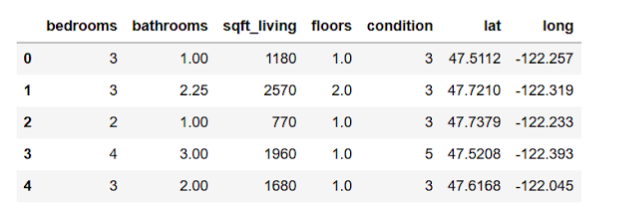 bedrooms bathrooms sqft_living floors condition lat long
0 3 1.00 1180 1.0 3 47.5112 -122.257
1 3 2.25 2570 2.0 3 47.7210 -122.319
2 2 1.00 770 1.0 3 47.7379 -122.233
3 4 3.00 1960 1.0 5 47.5208 -122.393
4 3 2.00 1680 1.0 3 47.6168 -122.045